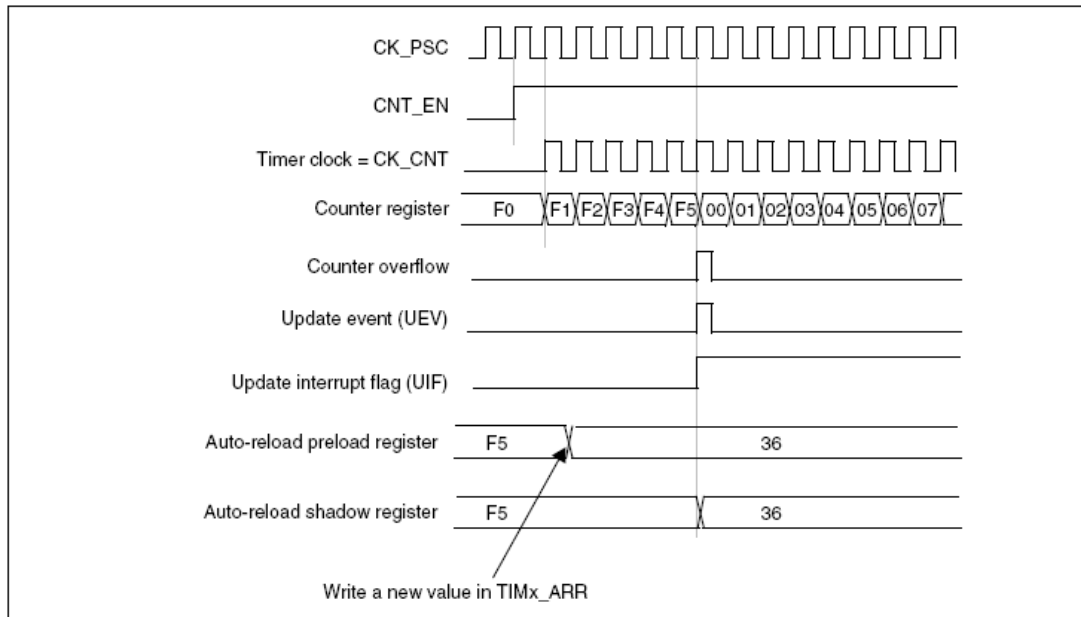 CK_PSC
CNT_EN
Timer clock = CK_CNT
Counter register F0 F1 F2 F3 F4 F5 00 01 02 03 04 05 06 07
Counter overflow
Update event (UEV)
Update interrupt flag (UIF)
Auto-reload preload register F5 36
Auto-reload shadow register F5 36
Write a new value in TIMx_ARR